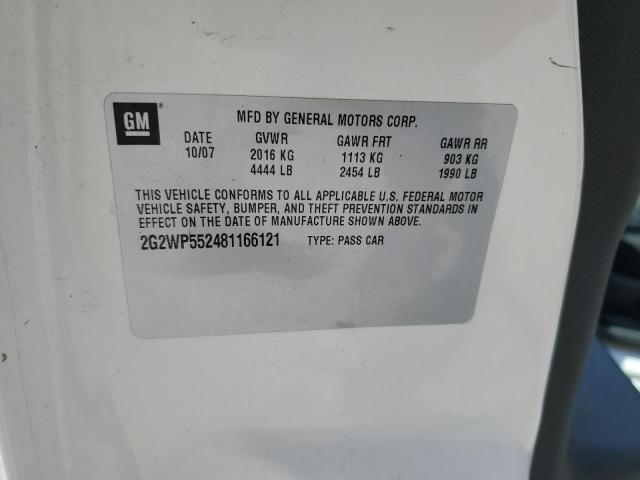 GM
MFD BY GENERAL MOTORS CORP.
DATE GVWR GAWR FRT GAWR RR
10/07 2016 KG 1113 KG 903 KG
4444 LB 2454 LB 1990 LB
THIS VEHICLE CONFORMS TO ALL APPLICABLE U.S. FEDERAL MOTOR
VEHICLE SAFETY, BUMPER, AND THEFT PREVENTION STANDARDS IN
EFFECT ON THE DATE OF MANUFACTURE SHOWN ABOVE.
2G2WP552481166121 TYPE: PASS CAR